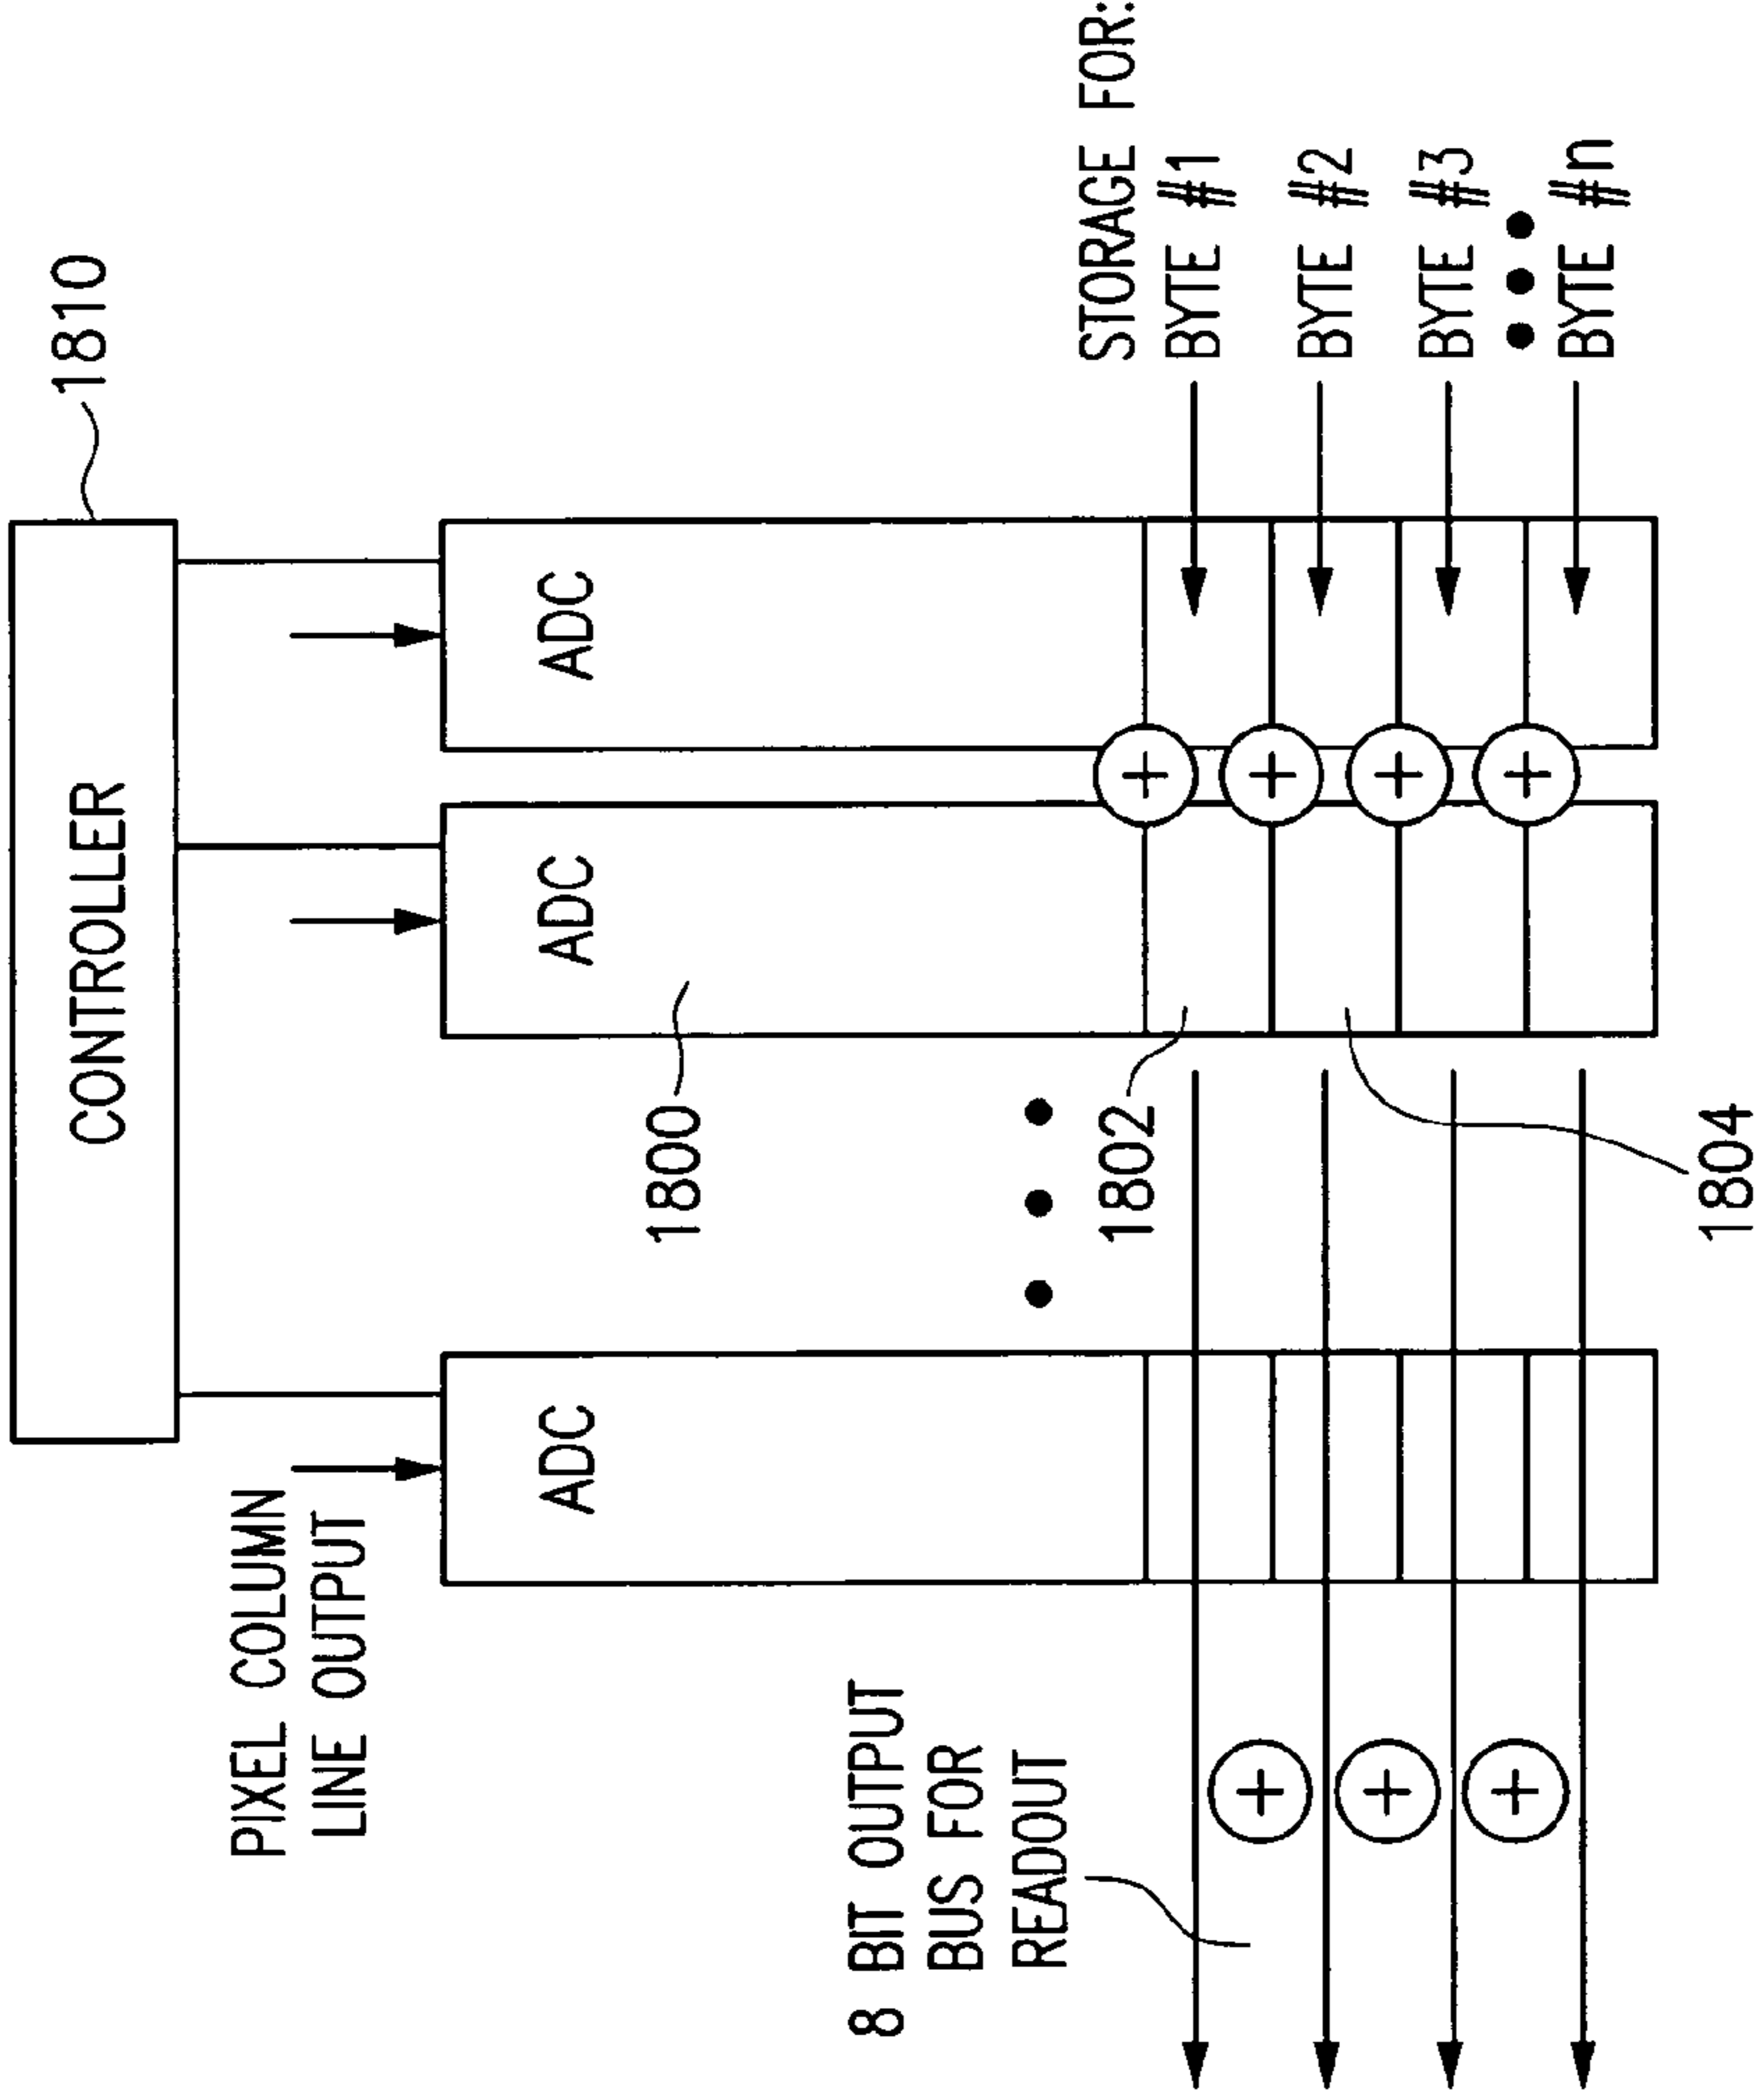 CONTROLLER
1810
PIXEL COLUMN
LINE OUTPUT
ADC
ADC
ADC
1800
1802
1804
8 BIT OUTPUT
BUS FOR
READOUT
STORAGE FOR:
BYTE #1
BYTE #2
BYTE #3
BYTE #n